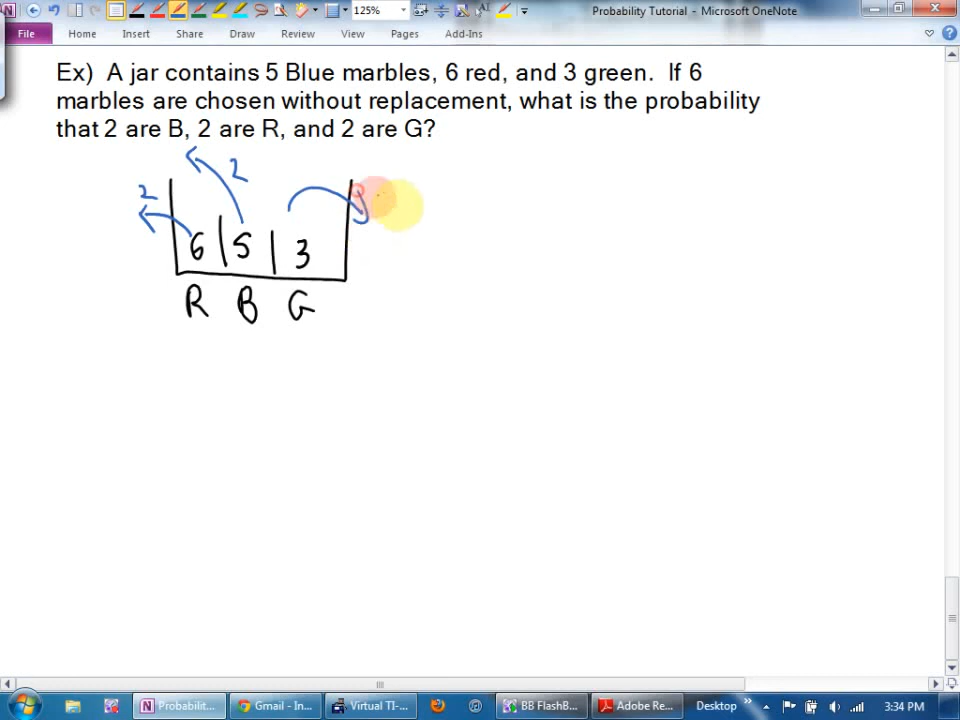 125%
Probability Tutorial - Microsoft OneNote
File Home Insert Share Draw Review View Pages Add-Ins
Ex) A jar contains 5 Blue marbles, 6 red, and 3 green. If 6
marbles are chosen without replacement, what is the probability
that 2 are B, 2 are R, and 2 are G?
2 2
6 5 3
R B G
Probabilit... Gmail - In... Virtual TI-... BB FlashB... Adobe Re... Desktop 3:34 PM